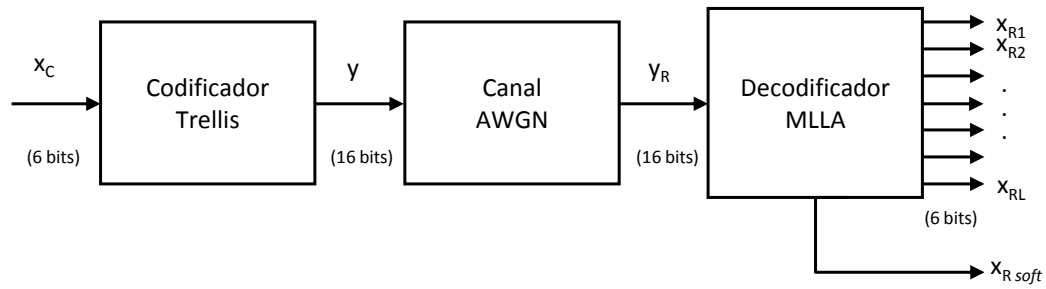 x_C
(6 bits)
Codificador
Trellis
y
(16 bits)
Canal
AWGN
y_R
(16 bits)
Decodificador
MLLA
x_R1
x_R2
.
.
.
x_RL
(6 bits)
x_R soft